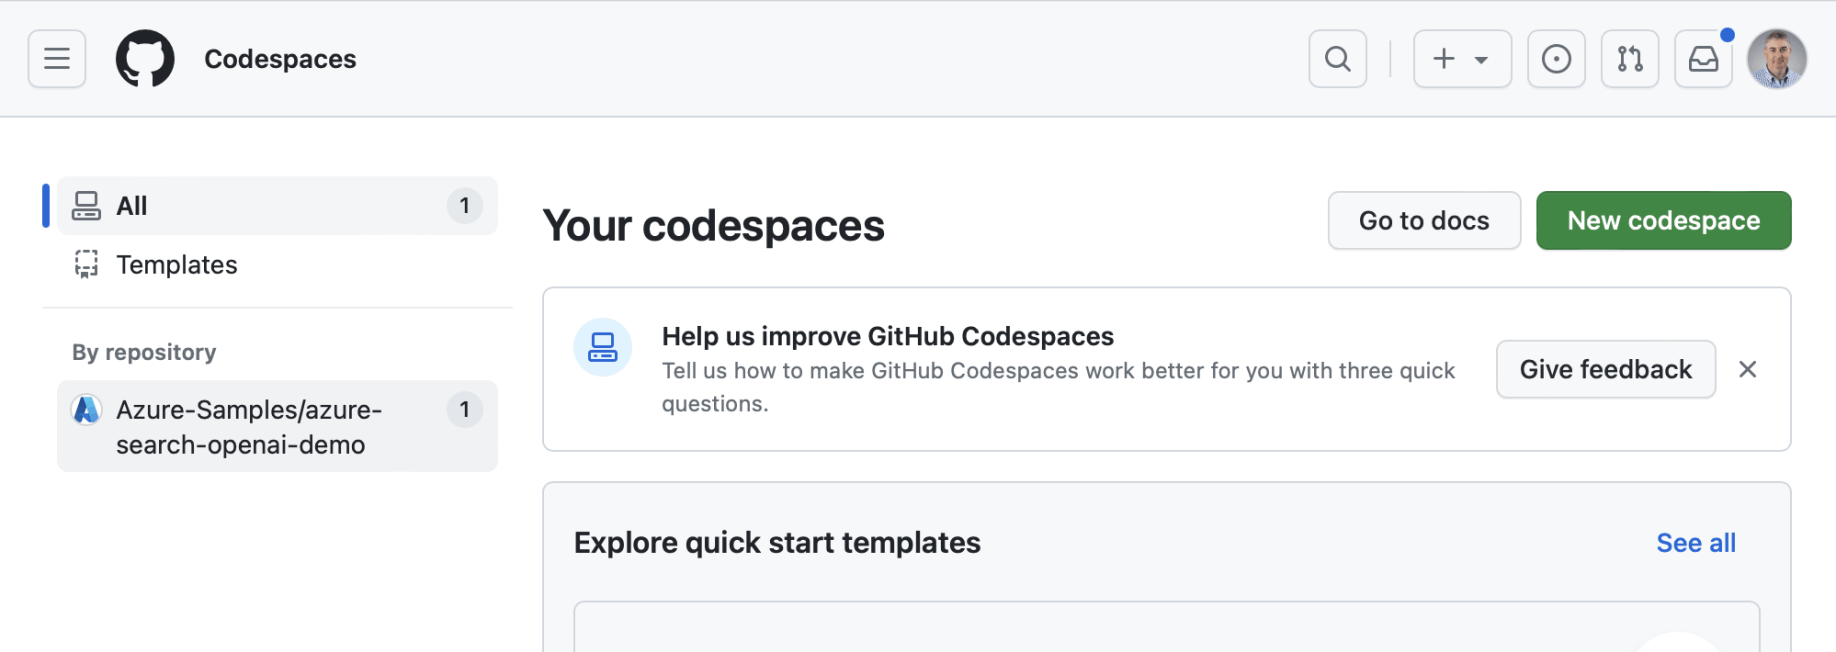 Codespaces
All
1
Templates
By repository
Azure-Samples/azure-
search-openai-demo
1
Your codespaces
Go to docs
New codespace
Help us improve GitHub Codespaces
Tell us how to make GitHub Codespaces work better for you with three quick
questions.
Give feedback
Explore quick start templates
See all